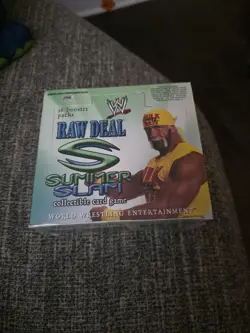 36 booster
packs
RAW DEAL
S
SUMMER
SLAM
collectible card game
WORLD WRESTLING ENTERTAINMENT